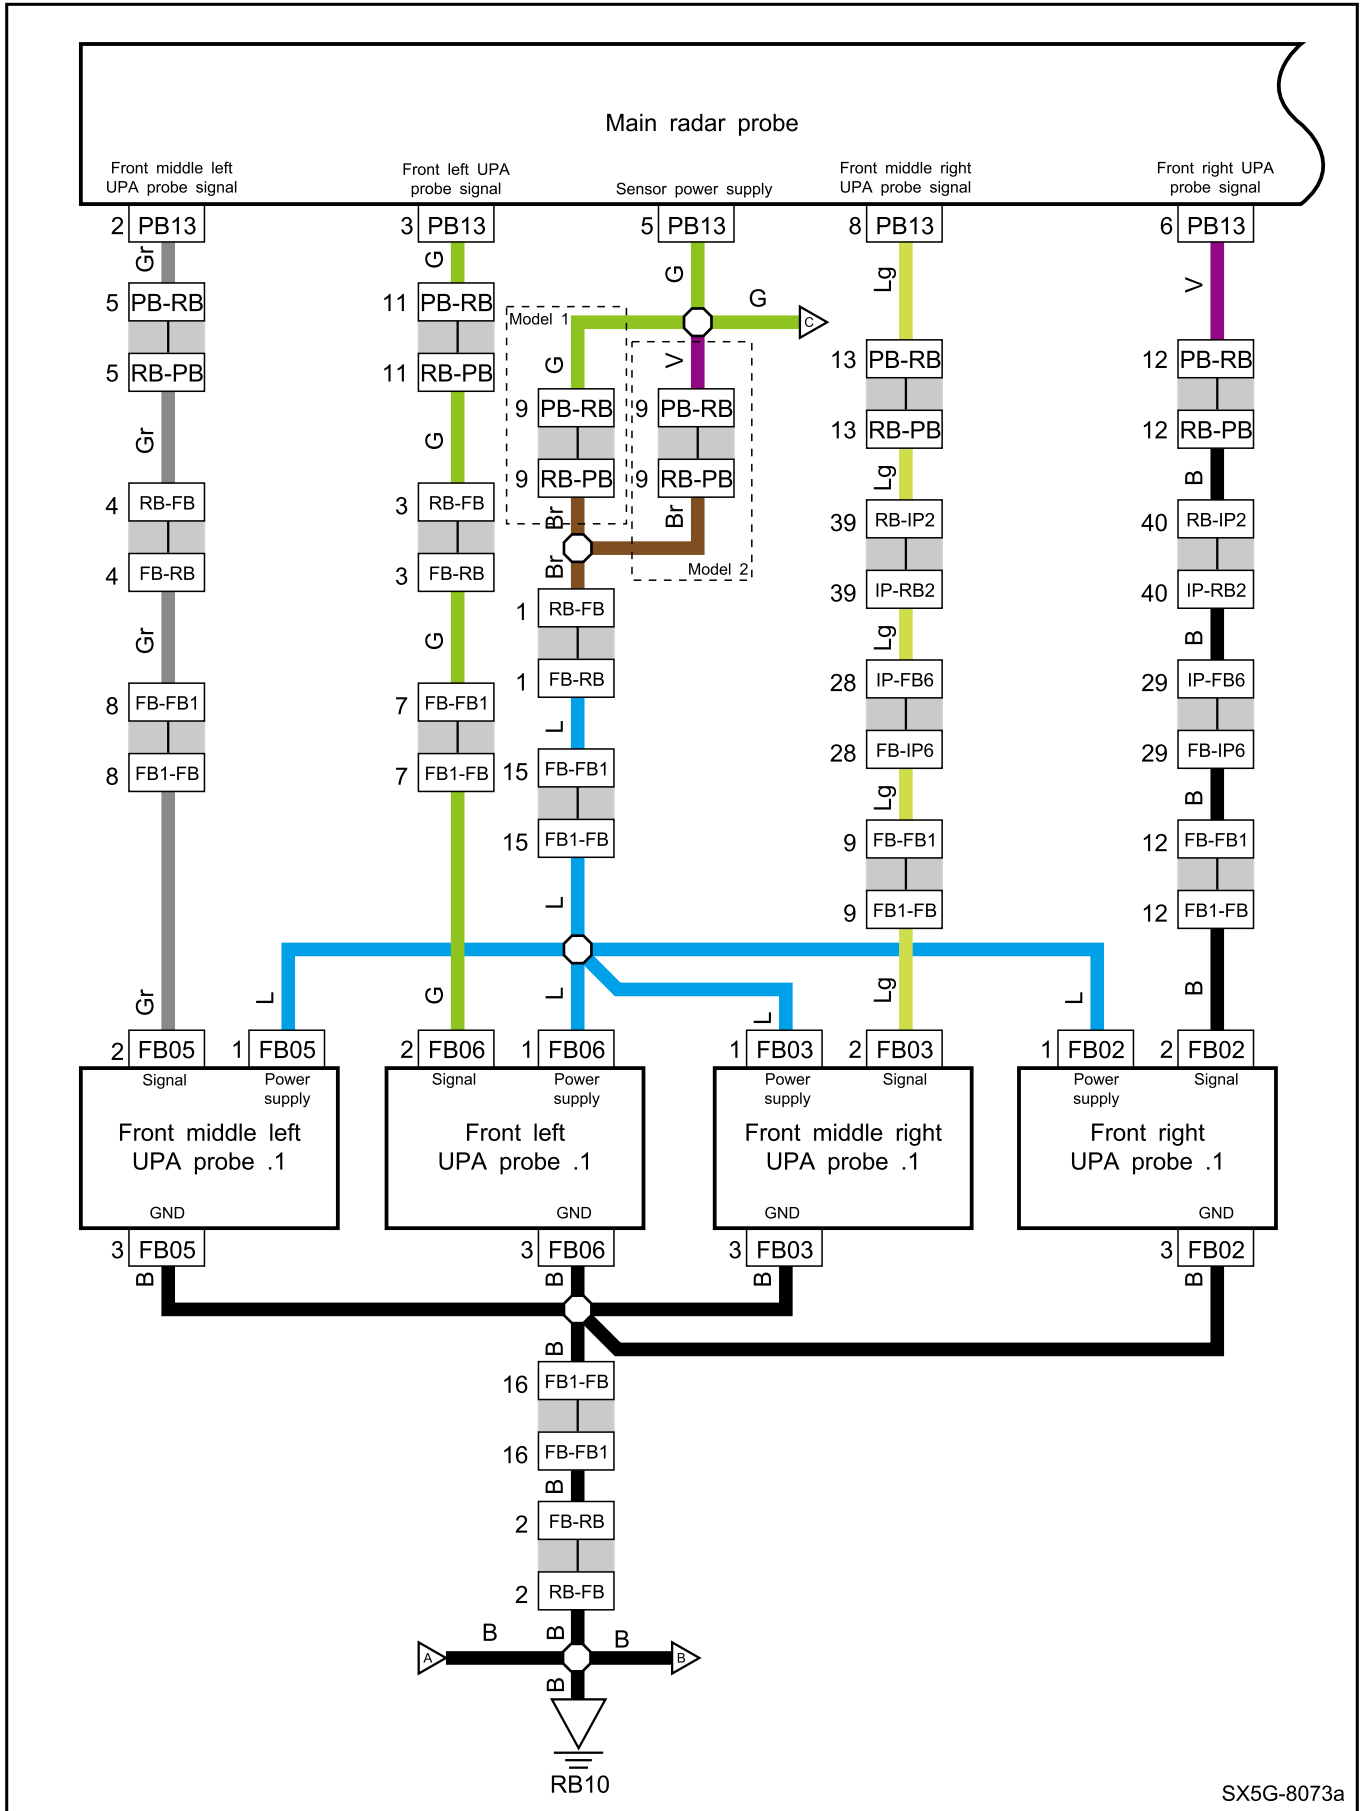 Main radar probe
Front middle left
UPA probe signal
Front left UPA
probe signal
Sensor power supply
Front middle right
UPA probe signal
Front right UPA
probe signal
2 PB13
3 PB13
5 PB13
8 PB13
6 PB13
Gr
G
G
Lg
V
5 PB-RB
11 PB-RB
G
C
Model 1
5 RB-PB
11 RB-PB
G
V
13 PB-RB
12 PB-RB
9 PB-RB
9 PB-RB
13 RB-PB
12 RB-PB
Gr
G
9 RB-PB
9 RB-PB
Lg
B
4 RB-FB
3 RB-FB
Br
Br
39 RB-IP2
40 RB-IP2
4 FB-RB
3 FB-RB
Br
Model 2
39 IP-RB2
40 IP-RB2
1 RB-FB
Gr
G
Lg
B
1 FB-RB
28 IP-FB6
29 IP-FB6
8 FB-FB1
7 FB-FB1
L
28 FB-IP6
29 FB-IP6
8 FB1-FB
7 FB1-FB
15 FB-FB1
Lg
B
15 FB1-FB
9 FB-FB1
12 FB-FB1
L
9 FB1-FB
12 FB1-FB
Gr
L
G
L
L
Lg
L
B
2 FB05
1 FB05
2 FB06
1 FB06
1 FB03
2 FB03
1 FB02
2 FB02
Signal
Power
supply
Signal
Power
supply
Power
supply
Signal
Power
supply
Signal
Front middle left
UPA probe .1
Front left
UPA probe .1
Front middle right
UPA probe .1
Front right
UPA probe .1
GND
GND
GND
GND
3 FB05
3 FB06
3 FB03
3 FB02
B
B
B
B
B
16 FB1-FB
16 FB-FB1
B
2 FB-RB
2 RB-FB
A
B
B
B
B
B
RB10
SX5G-8073a